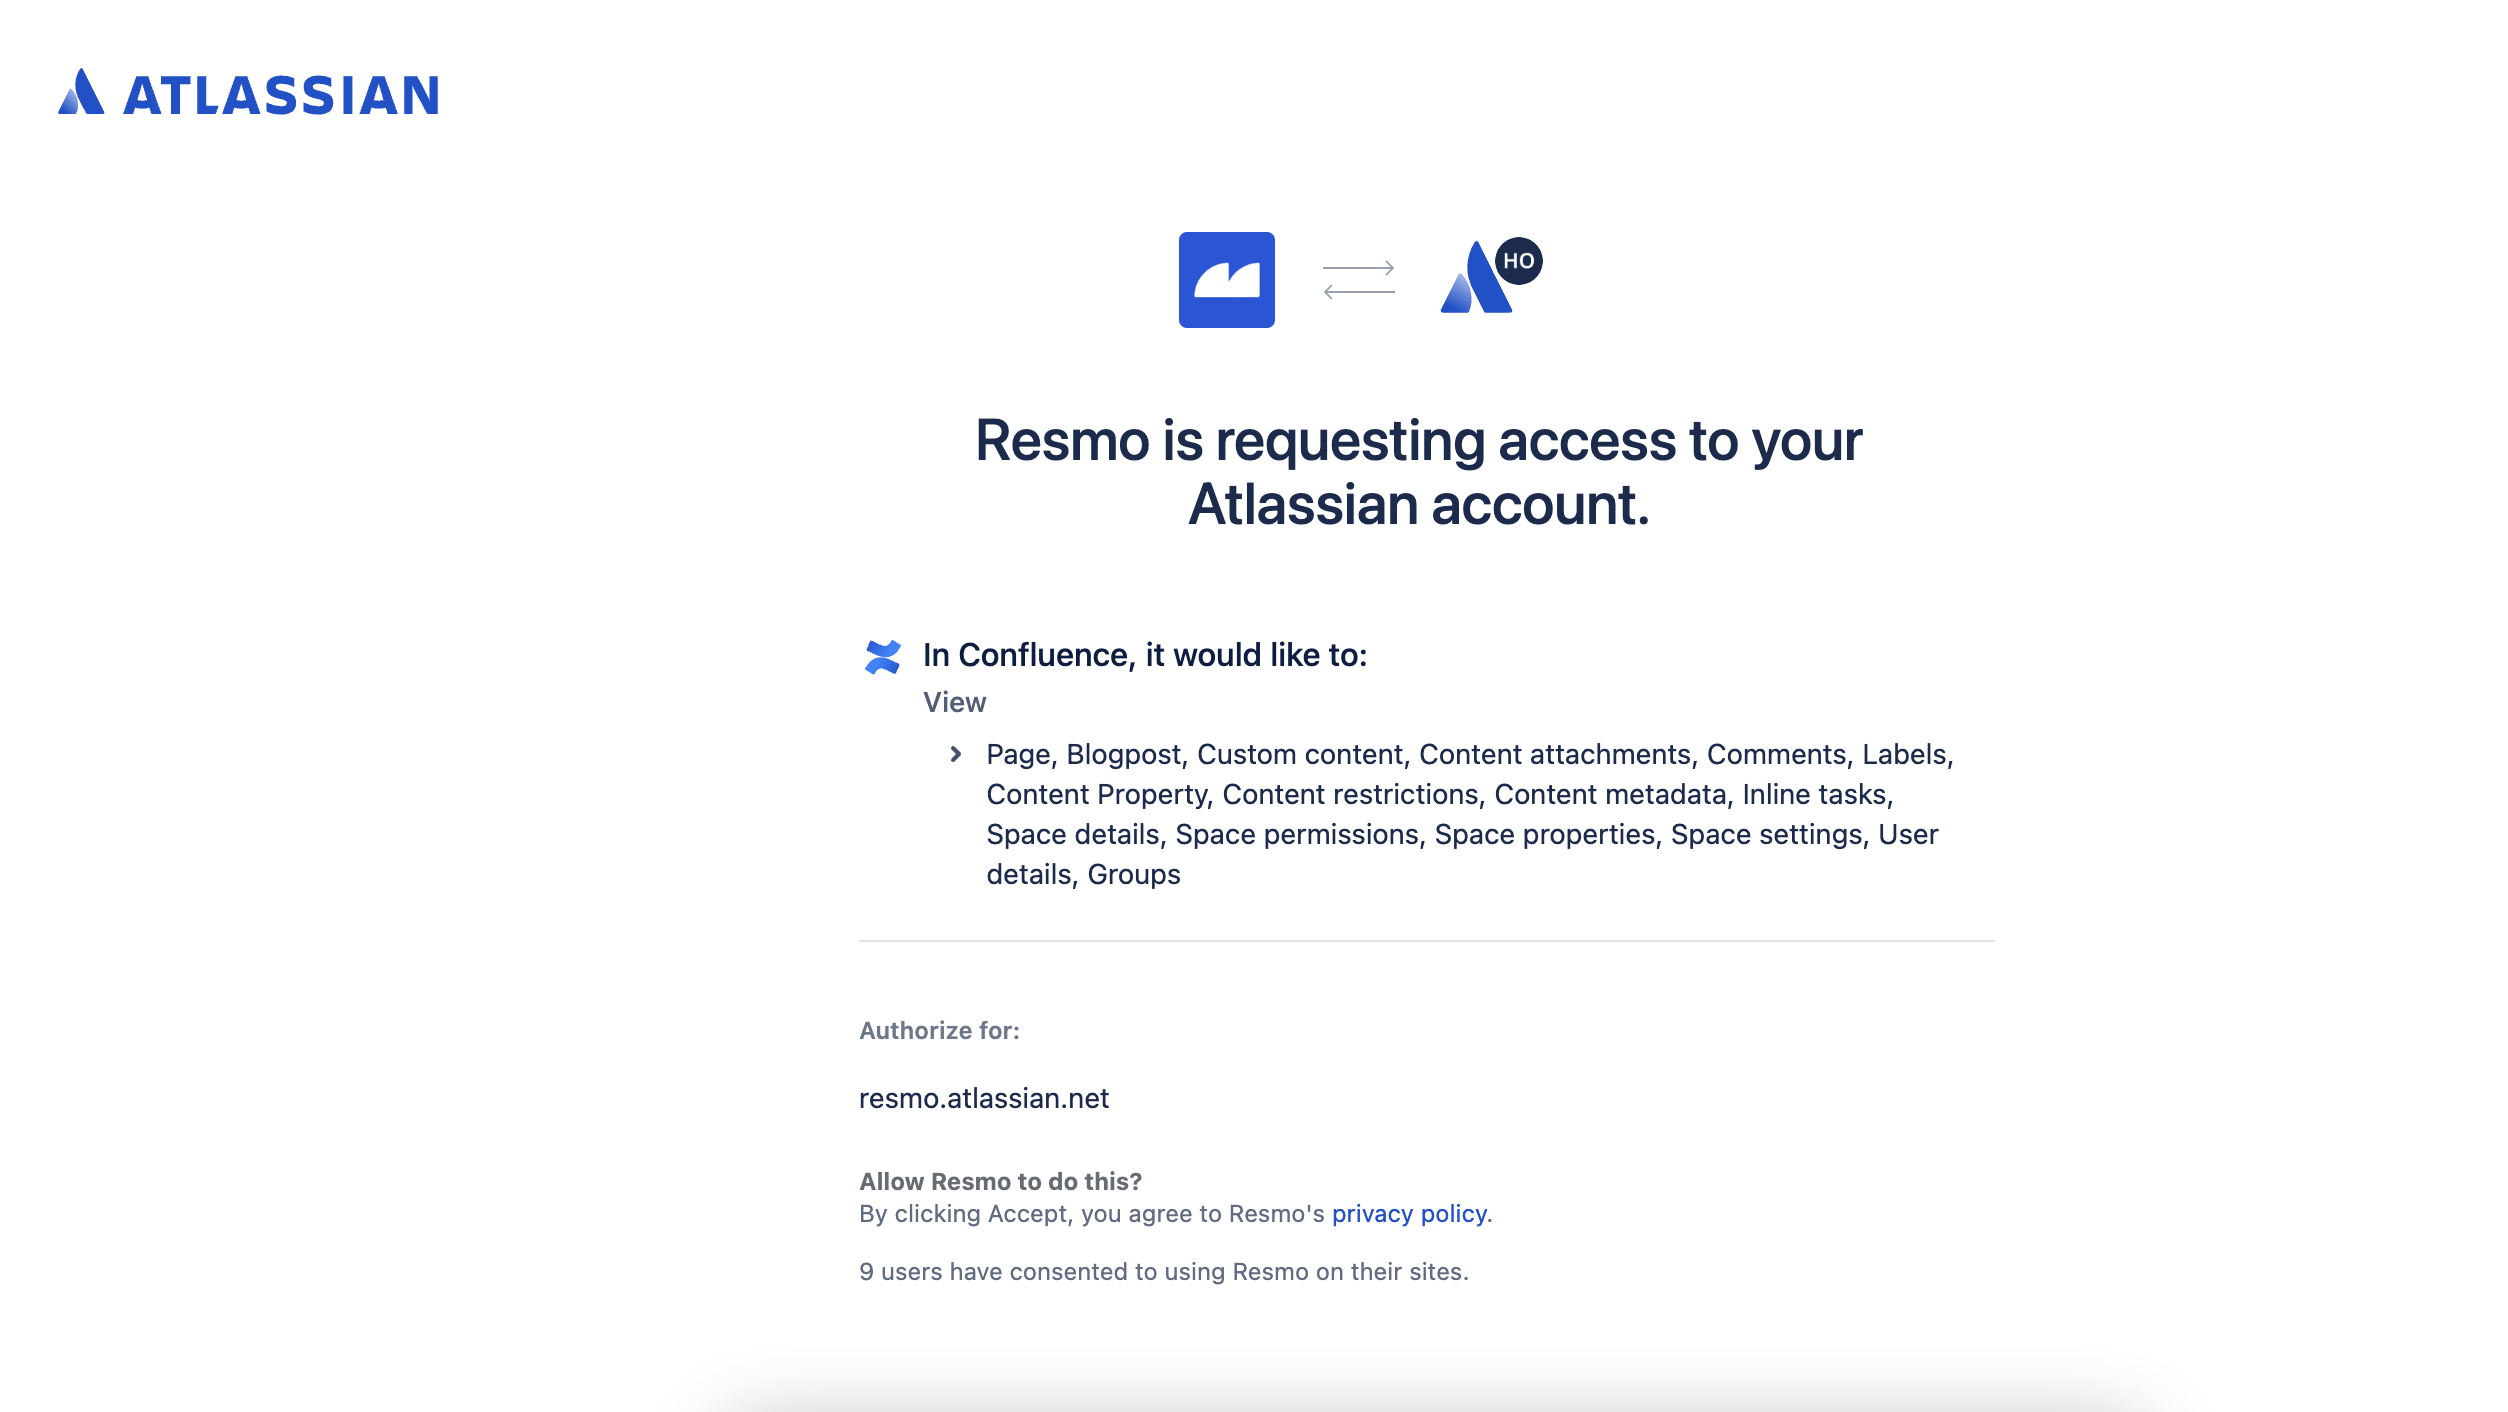 ATLASSIAN
HO
Resmo is requesting access to your
Atlassian account.
In Confluence, it would like to:
View
Page, Blogpost, Custom content, Content attachments, Comments, Labels,
Content Property, Content restrictions, Content metadata, Inline tasks,
Space details, Space permissions, Space properties, Space settings, User
details, Groups
Authorize for:
resmo.atlassian.net
Allow Resmo to do this?
By clicking Accept, you agree to Resmo's privacy policy.
9 users have consented to using Resmo on their sites.